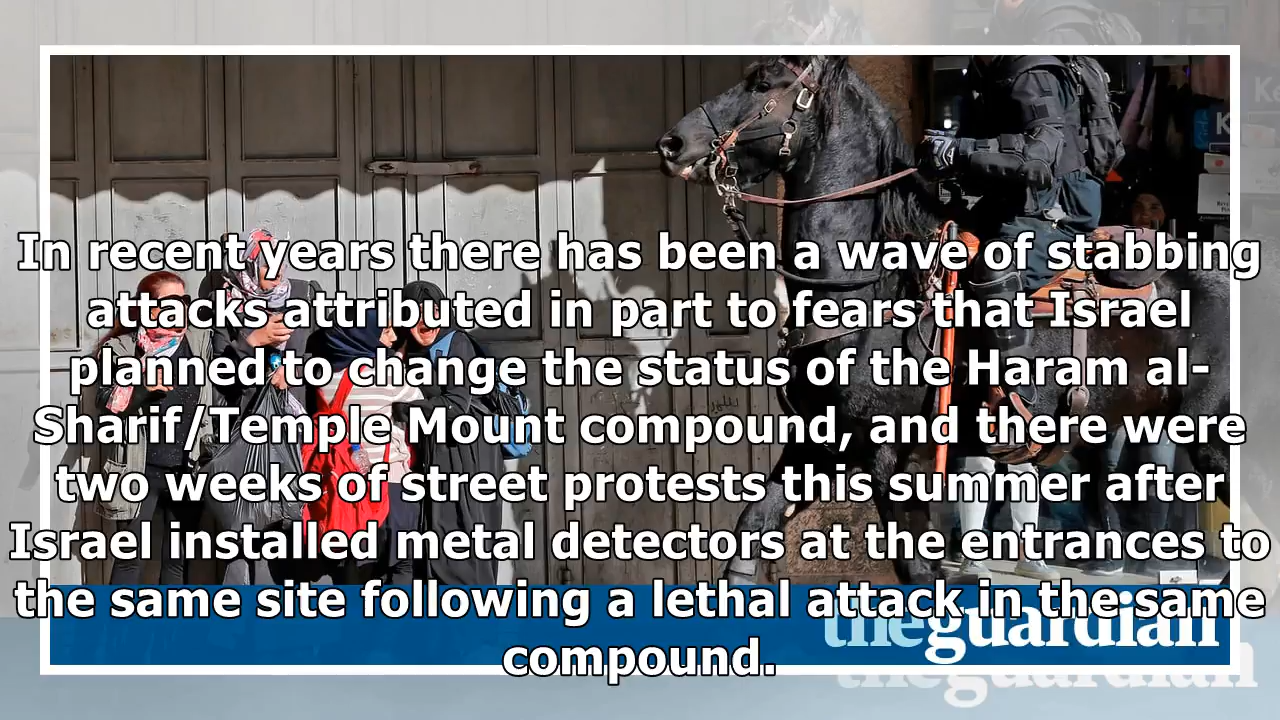 In recent years there has been a wave of stabbing
attacks attributed in part to fears that Israel
planned to change the status of the Haram al-
Sharif/Temple Mount compound, and there were
two weeks of street protests this summer after
Israel installed metal detectors at the entrances to
the same site following a lethal attack in the same
compound.
theguardian
theguardian